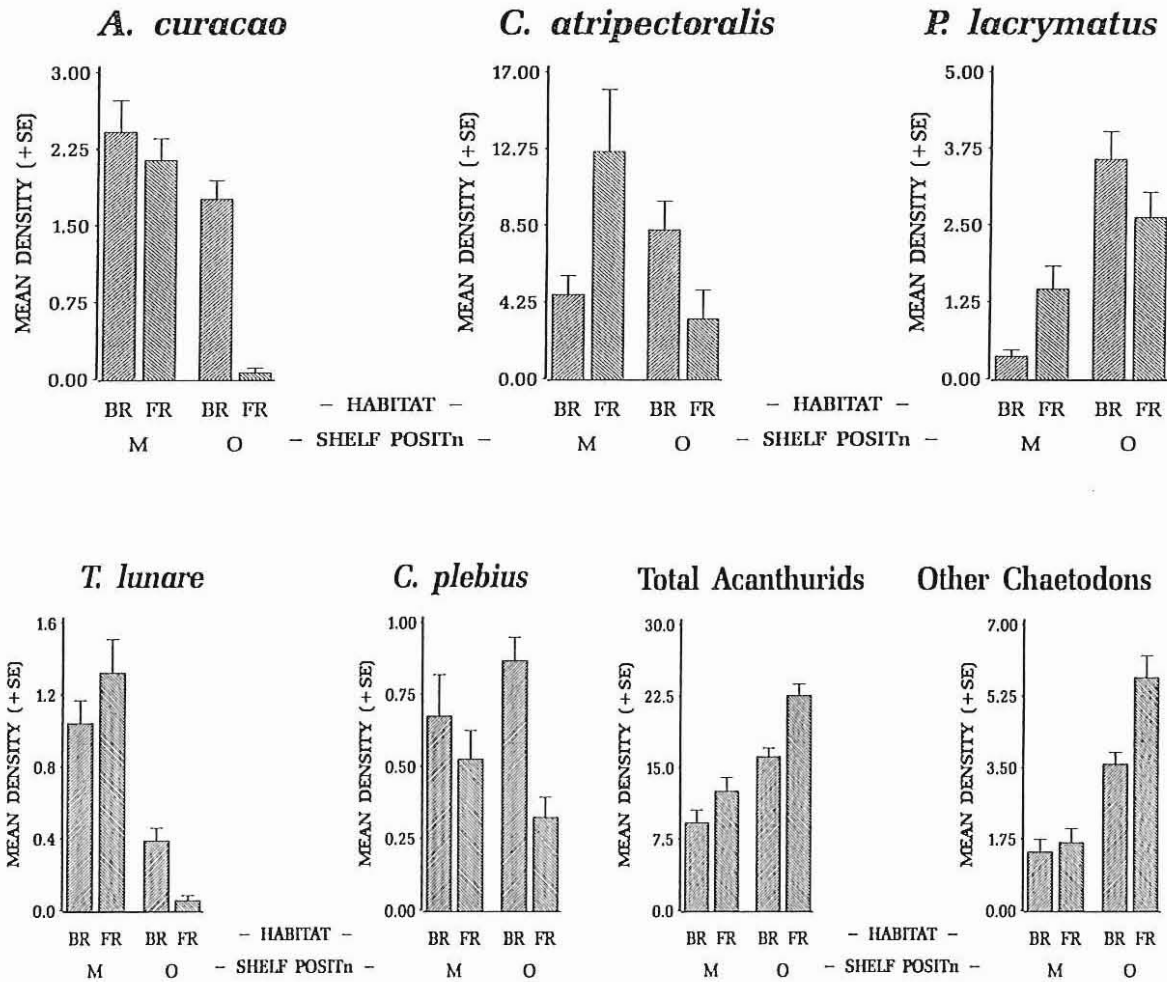 A. curacao
C. atripectoralis
P. lacrymatus
MEAN DENSITY (+SE)
3.00
2.25
1.50
0.75
0.00
MEAN DENSITY (+SE)
17.00
12.75
8.50
4.25
0.00
MEAN DENSITY (+SE)
5.00
3.75
2.50
1.25
0.00
BR FR BR FR – HABITAT – BR FR BR FR – HABITAT – BR FR BR FR
M O – SHELF POSITn – M O – SHELF POSITn – M O
T. lunare
C. plebius
Total Acanthurids
Other Chaetodons
MEAN DENSITY (+SE)
1.6
1.2
0.8
0.4
0.0
MEAN DENSITY (+SE)
1.00
0.75
0.50
0.25
0.00
MEAN DENSITY (+SE)
30.0
22.5
15.0
7.5
0.0
MEAN DENSITY (+SE)
7.00
5.25
3.50
1.75
0.00
BR FR BR FR – HABITAT – BR FR BR FR BR FR BR FR – HABITAT – BR FR BR FR
M O – SHELF POSITn – M O M O – SHELF POSITn – M O